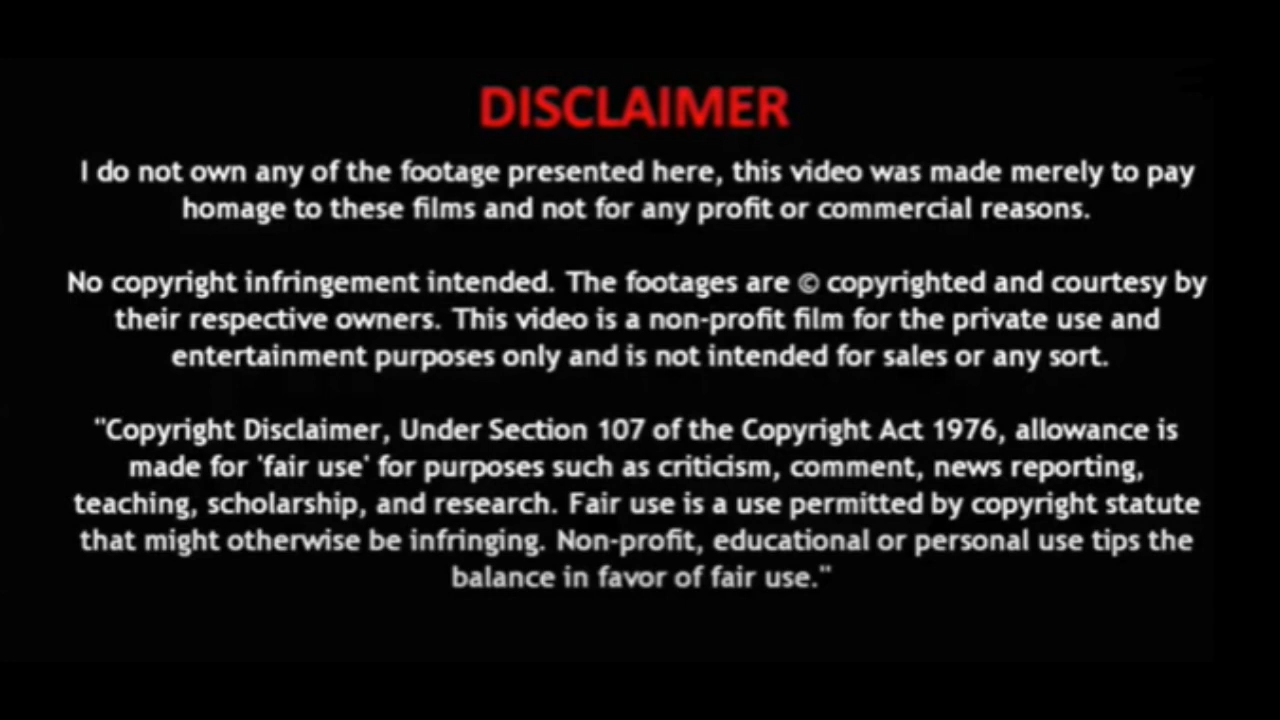 DISCLAIMER
I do not own any of the footage presented here, this video was made merely to pay
homage to these films and not for any profit or commercial reasons.
No copyright infringement intended. The footages are © copyrighted and courtesy by
their respective owners. This video is a non-profit film for the private use and
entertainment purposes only and is not intended for sales or any sort.
"Copyright Disclaimer, Under Section 107 of the Copyright Act 1976, allowance is
made for 'fair use' for purposes such as criticism, comment, news reporting,
teaching, scholarship, and research. Fair use is a use permitted by copyright statute
that might otherwise be infringing. Non-profit, educational or personal use tips the
balance in favor of fair use."